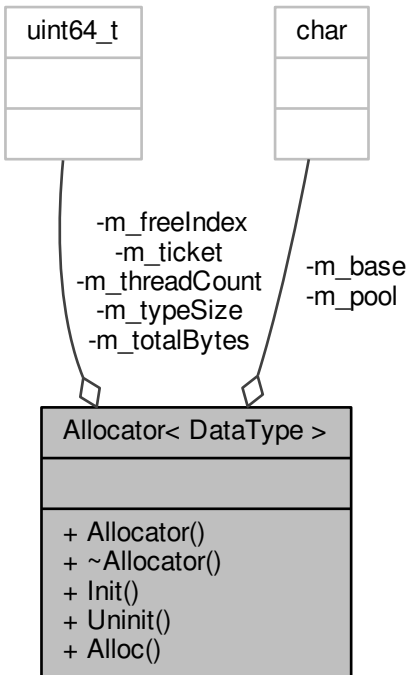 uint64_t
char
-m_freeIndex
-m_ticket
-m_threadCount
-m_typeSize
-m_totalBytes
-m_base
-m_pool
Allocator< DataType >
+ Allocator()
+ ~Allocator()
+ Init()
+ Uninit()
+ Alloc()